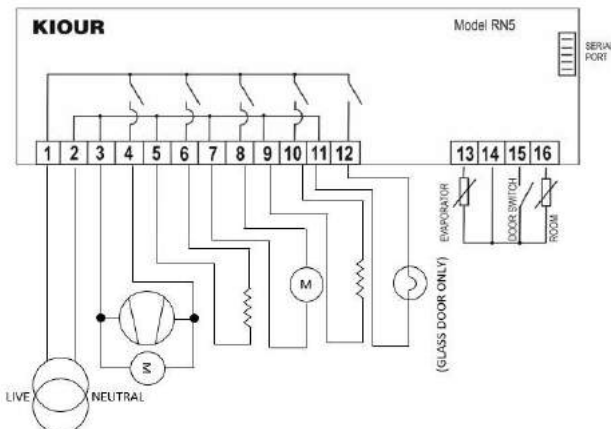 KIOUR
Model RN5
SERIAL
PORT
1 2 3 4 5 6 7 8 9 10 11 12
13 14 15 16
EVAPORATOR
DOOR SWITCH
ROOM
M
M
(GLASS DOOR ONLY)
LIVE
NEUTRAL